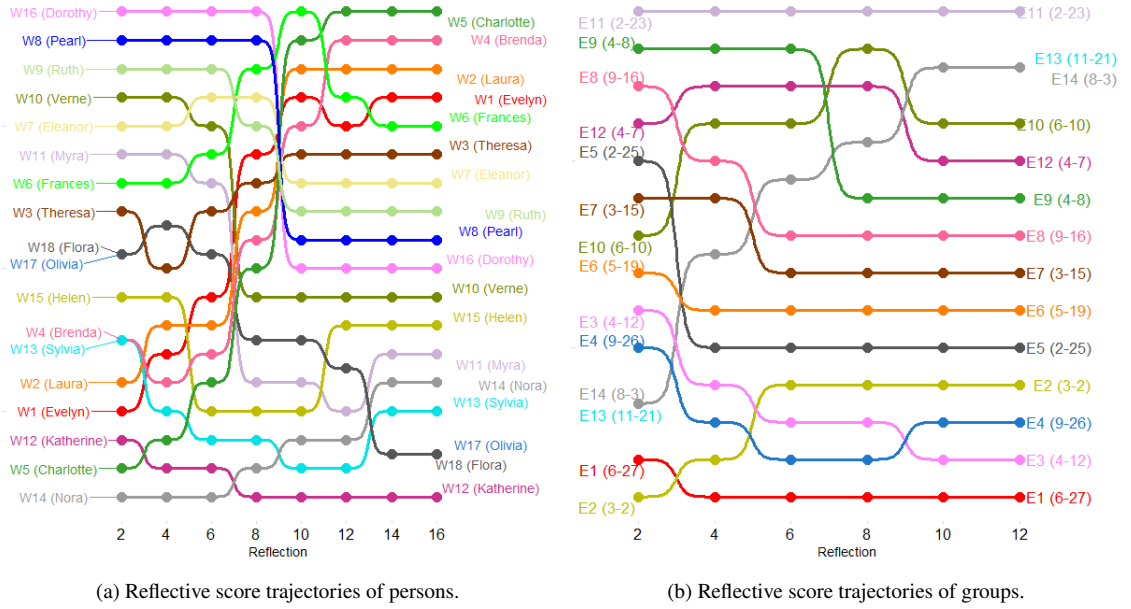 W16 (Dorothy)
W8 (Pearl)
W9 (Ruth)
W10 (Verne)
W7 (Eleanor)
W11 (Myra)
W6 (Frances)
W3 (Theresa)
W18 (Flora)
W17 (Olivia)
W15 (Helen)
W4 (Brenda)
W13 (Sylvia)
W2 (Laura)
W1 (Evelyn)
W12 (Katherine)
W5 (Charlotte)
W14 (Nora)
W5 (Charlotte)
W4 (Brenda)
W2 (Laura)
W1 (Evelyn)
W6 (Frances)
W3 (Theresa)
W7 (Eleanor)
W9 (Ruth)
W8 (Pearl)
W16 (Dorothy)
W10 (Verne)
W15 (Helen)
W11 (Myra)
W14 (Nora)
W13 (Sylvia)
W17 (Olivia)
W18 (Flora)
W12 (Katherine)
2 4 6 8 10 12 14 16
Reflection
(a) Reflective score trajectories of persons.
E11 (2-23)
E9 (4-8)
E8 (9-16)
E12 (4-7)
E5 (2-25)
E7 (3-15)
E10 (6-10)
E6 (5-19)
E3 (4-12)
E4 (9-26)
E14 (8-3)
E13 (11-21)
E1 (6-27)
E2 (3-2)
E11 (2-23)
E13 (11-21)
E14 (8-3)
E10 (6-10)
E12 (4-7)
E9 (4-8)
E8 (9-16)
E7 (3-15)
E6 (5-19)
E5 (2-25)
E2 (3-2)
E4 (9-26)
E3 (4-12)
E1 (6-27)
2 4 6 8 10 12
Reflection
(b) Reflective score trajectories of groups.